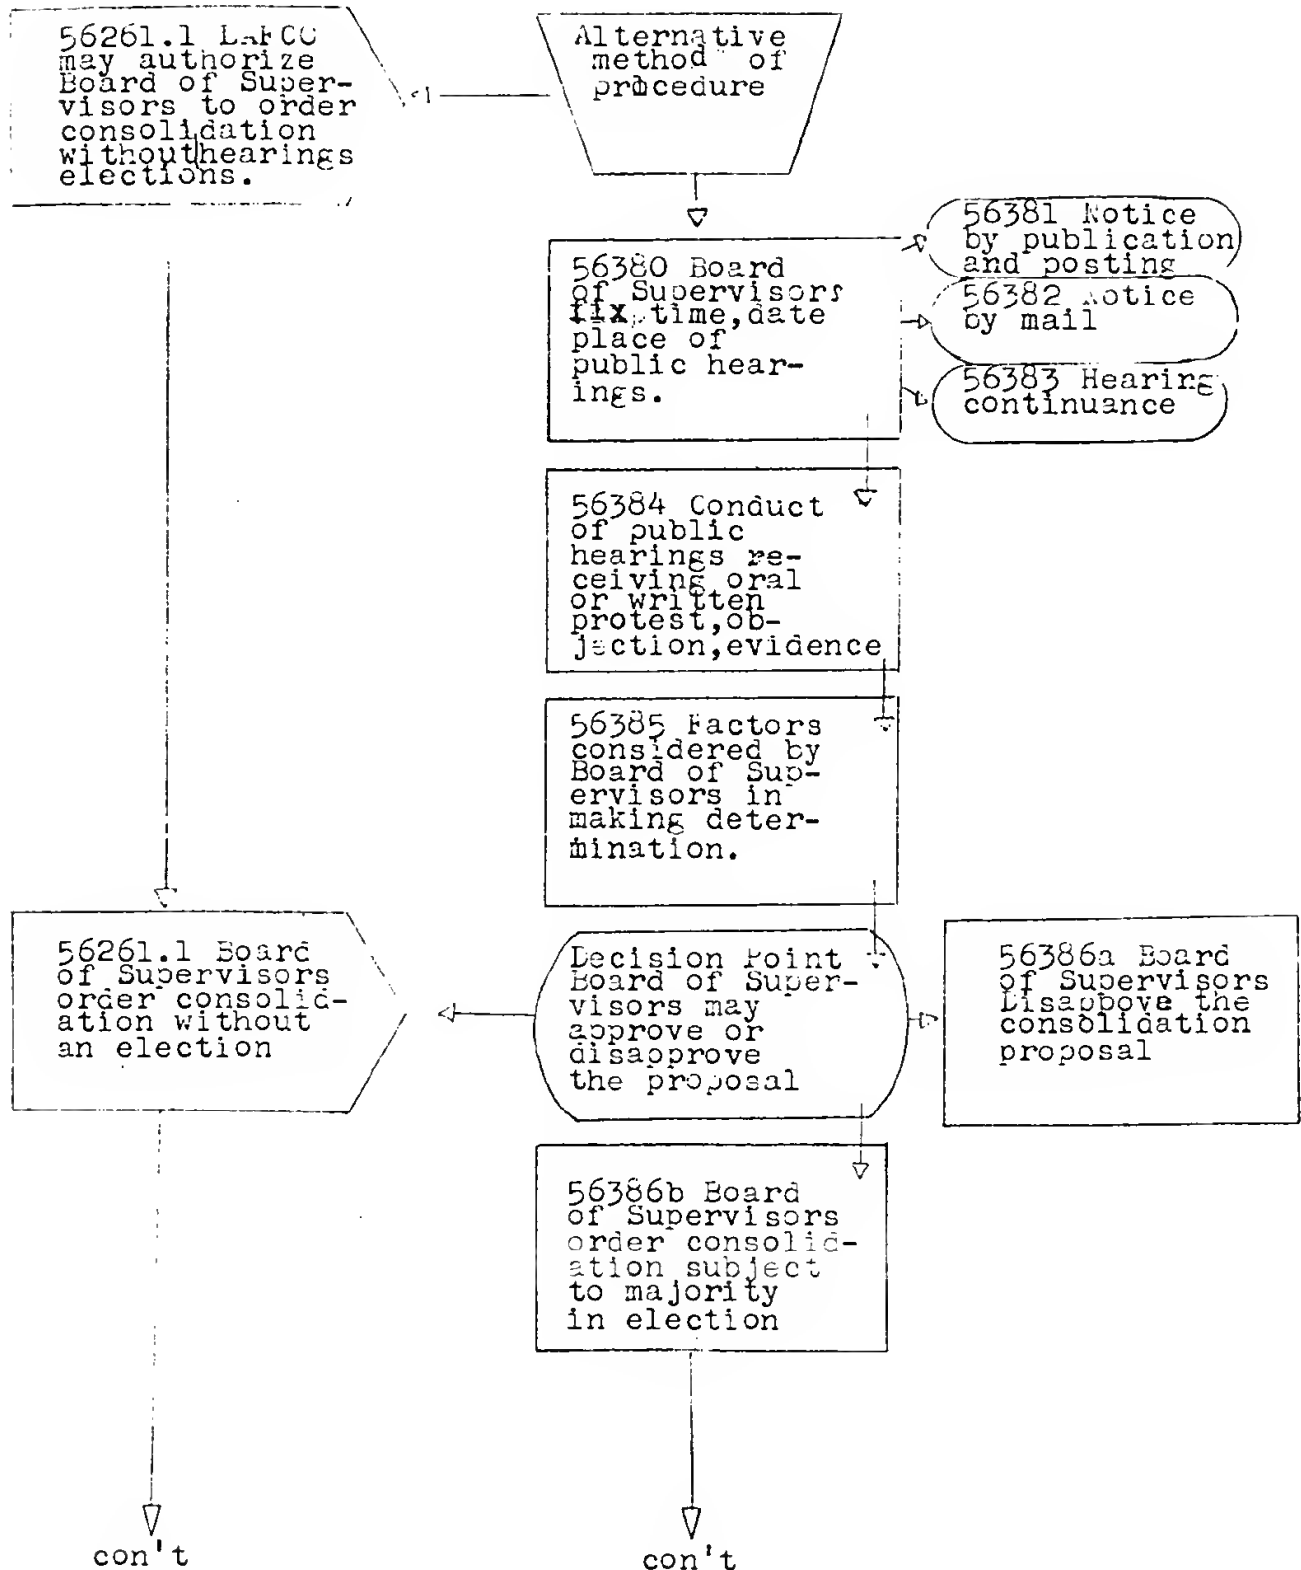 56261.1 LAFCO
may authorize
Board of Super-
visors to order
consolidation
without hearings
elections.
Alternative
method of
procedure
56380 Board
of Supervisors
fix time,date
place of
public hear-
ings.
56381 Notice
by publication
and posting
56382 Notice
by mail
56383 Hearing
continuance
56384 Conduct
of public
hearings re-
ceiving oral
or written
protest,ob-
jection,evidence
56385 Factors
considered by
Board of Sup-
ervisors in
making deter-
mination.
56261.1 Board
of Supervisors
order consolid-
ation without
an election
Decision Point
Board of Super-
visors may
approve or
disapprove
the proposal
56386a Board
of Supervisors
Disappove the
consolidation
proposal
56386b Board
of Supervisors
order consolid-
ation subject
to majority
in election
con't
con't